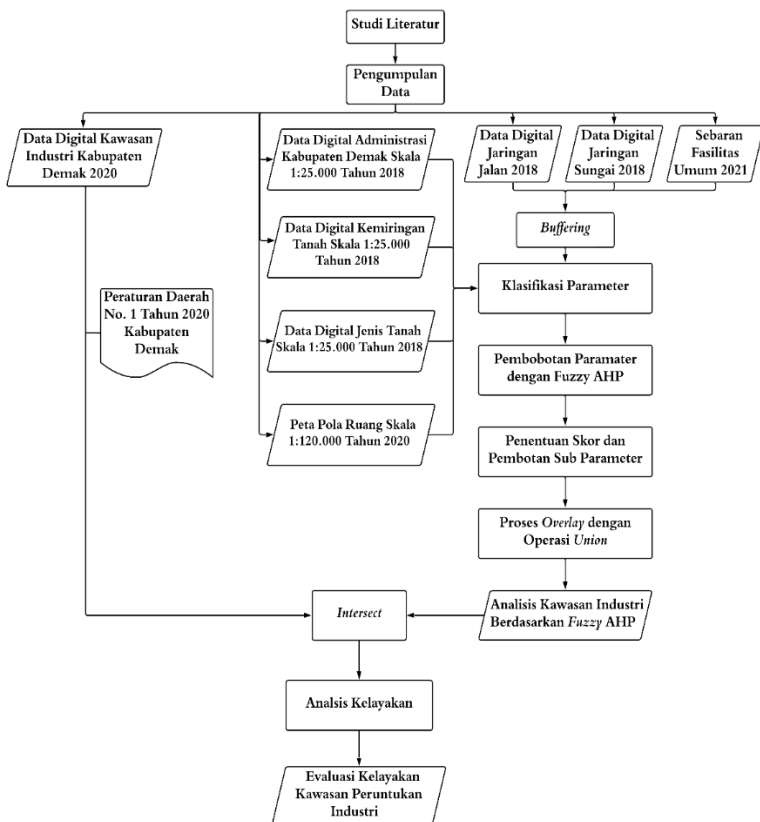 Studi Literatur
Pengumpulan
Data
Data Digital Kawasan
Industri Kabupaten
Demak 2020
Data Digital Administrasi
Kabupaten Demak Skala
1:25.000 Tahun 2018
Data Digital
Jaringan
Jalan 2018
Data Digital
Jaringan
Sungai 2018
Sebaran
Fasilitas
Umum 2021
Buffering
Data Digital Kemiringan
Tanah Skala 1:25.000
Tahun 2018
Klasifikasi Parameter
Peraturan Daerah
No. 1 Tahun 2020
Kabupaten
Demak
Data Digital Jenis Tanah
Skala 1:25.000 Tahun 2018
Pembobotan Paramater
dengan Fuzzy AHP
Peta Pola Ruang Skala
1:120.000 Tahun 2020
Penentuan Skor dan
Pembotan Sub Parameter
Proses Overlay dengan
Operasi Union
Analisis Kawasan Industri
Berdasarkan Fuzzy AHP
Intersect
Analsis Kelayakan
Evaluasi Kelayakan
Kawasan Peruntukan
Industri